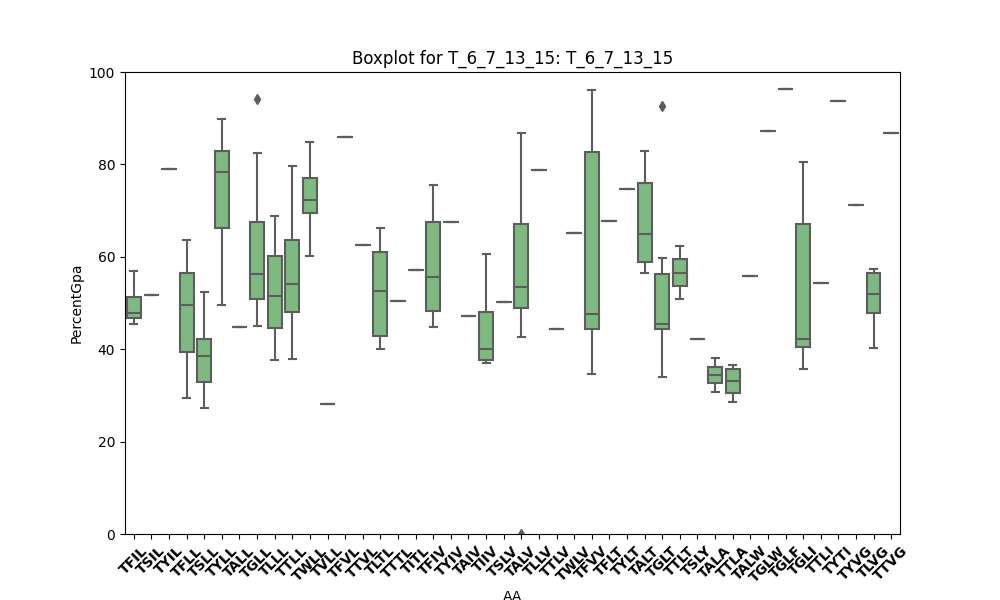 Boxplot for T_6_7_13_15: T_6_7_13_15
100
80
60
40
20
0
PercentGpa
TFIL
TSIL
TYIL
TFLL
TSLL
TYLL
TALL
TGLL
TLLL
TTLL
TWLL
TVLL
TFVL
TTVL
TLTL
TTTL
TITL
TFIV
TYIV
TAIV
TIIV
TSLV
TALV
TLLV
TTLV
TWLV
TFVV
TFLT
TYLT
TALT
TGLT
TTLT
TSLY
TALA
TTLA
TALW
TGLW
TGLF
TGLI
TTLI
TYTI
TYVG
TLVG
TTVG
AA